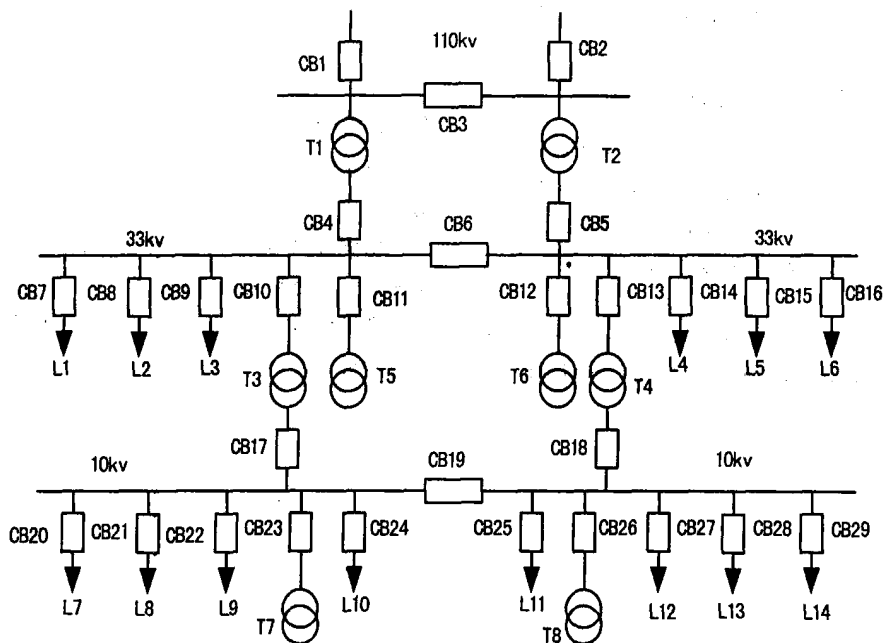 110kv
CB1
CB2
CB3
T1
T2
CB4
CB6
CB5
33kv
33kv
CB7
CB8
CB9
CB10
CB11
CB12
CB13
CB14
CB15
CB16
L1
L2
L3
T3
T5
T6
T4
L4
L5
L6
CB17
CB18
CB19
10kv
10kv
CB20
CB21
CB22
CB23
CB24
CB25
CB26
CB27
CB28
CB29
L7
L8
L9
T7
L10
L11
T8
L12
L13
L14